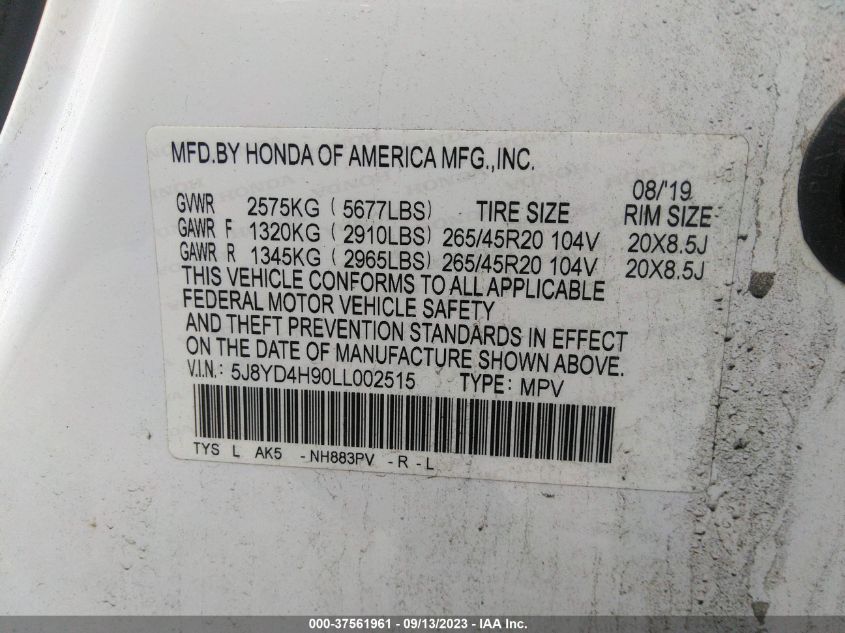 MFD.BY HONDA OF AMERICA MFG.,INC.
08/'19
GVWR 2575KG ( 5677LBS) TIRE SIZE RIM SIZE
GAWR F 1320KG ( 2910LBS) 265/45R20 104V 20X8.5J
GAWR R 1345KG ( 2965LBS) 265/45R20 104V 20X8.5J
THIS VEHICLE CONFORMS TO ALL APPLICABLE
FEDERAL MOTOR VEHICLE SAFETY
AND THEFT PREVENTION STANDARDS IN EFFECT
ON THE DATE OF MANUFACTURE SHOWN ABOVE.
V.I.N.: 5J8YD4H90LL002515 TYPE: MPV
TYS L AK5 -NH883PV -R-L
000-37561961 - 09/13/2023 - IAA Inc.